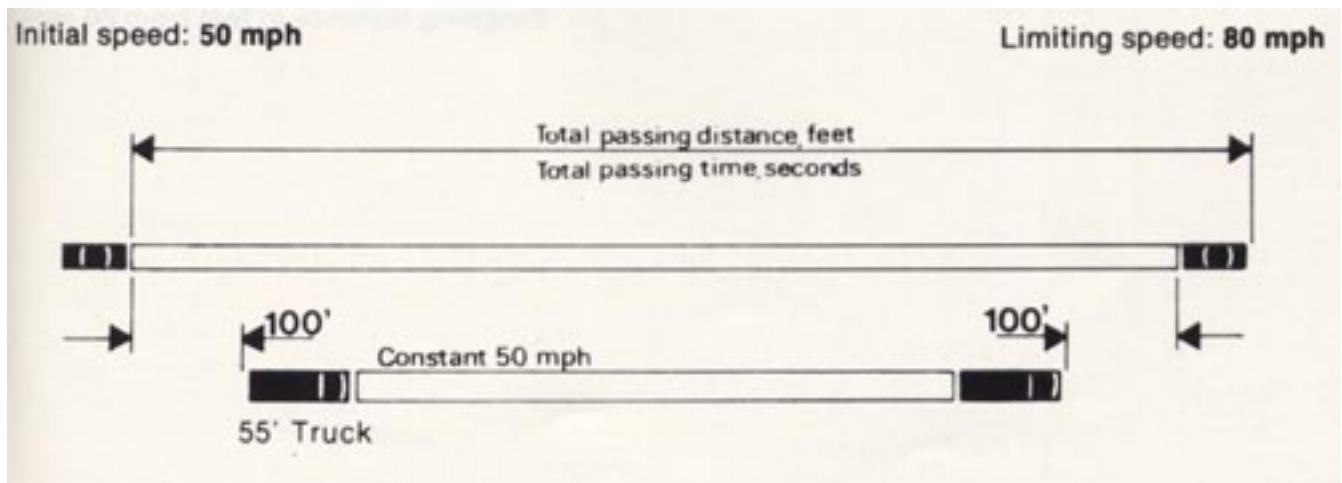 Initial speed: 50 mph
Limiting speed: 80 mph
Total passing distance, feet
Total passing time, seconds
100'
100'
Constant 50 mph
55' Truck